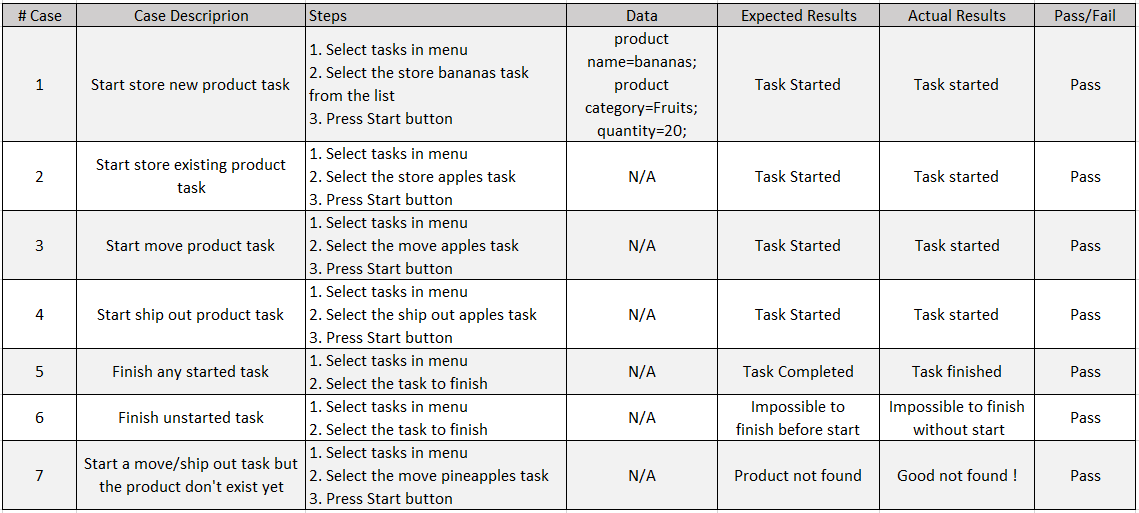 # Case	Case Descriprion	Steps	Data	Expected Results	Actual Results	Pass/Fail
1
Start store new product task
1. Select tasks in menu
2. Select the store bananas task
from the list
3. Press Start button
product
name=bananas;
product
category=Fruits;
quantity=20;
Task Started
Task started
Pass
2
Start store existing product
task
1. Select tasks in menu
2. Select the store apples task
3. Press Start button
N/A
Task Started
Task started
Pass
3
Start move product task
1. Select tasks in menu
2. Select the move apples task
3. Press Start button
N/A
Task Started
Task started
Pass
4
Start ship out product task
1. Select tasks in menu
2. Select the ship out apples task
3. Press Start button
N/A
Task Started
Task started
Pass
5
Finish any started task
1. Select tasks in menu
2. Select the task to finish
N/A
Task Completed
Task finished
Pass
6
Finish unstarted task
1. Select tasks in menu
2. Select the task to finish
N/A
Impossible to
finish before start
Impossible to finish
without start
Pass
7
Start a move/ship out task but
the product don't exist yet
1. Select tasks in menu
2. Select the move pineapples task
3. Press Start button
N/A
Product not found
Good not found !
Pass